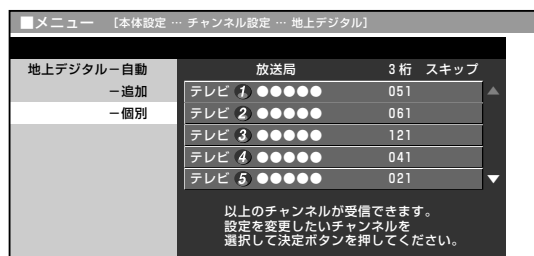 ■メニュー [本体設定 … チャンネル設定 … 地上デジタル]
地上デジタル－自動
－追加
－個別
放送局 3桁 スキップ
テレビ 1 ●●●●● 051
テレビ 2 ●●●●● 061
テレビ 3 ●●●●● 121
テレビ 4 ●●●●● 041
テレビ 5 ●●●●● 021
以上のチャンネルが受信できます。
設定を変更したいチャンネルを
選択して決定ボタンを押してください。